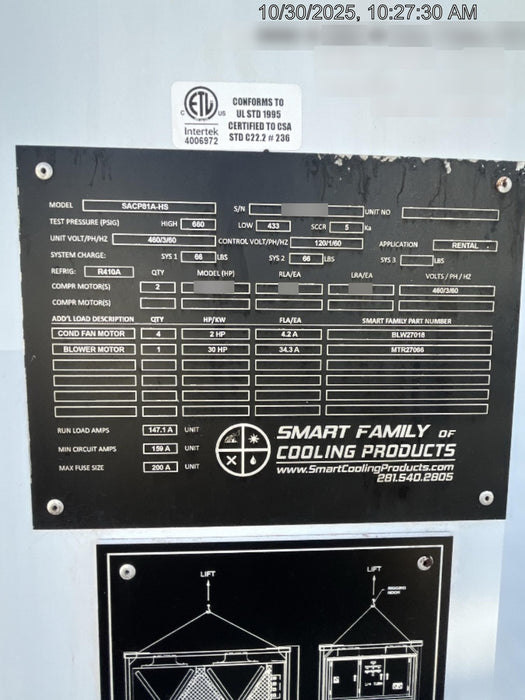 10/30/2025, 10:27:30 AM
ETL
C US
Intertek
4006972
CONFORMS TO
UL STD 1995
CERTIFIED TO CSA
STD C22.2 # 236
MODEL SACP81A-HS S/N UNIT NO
TEST PRESSURE (PSIG) HIGH 660 LOW 433 SCCR 5 Ka
UNIT VOLT/PH/HZ 460/3/60 CONTROL VOLT/PH/HZ 120/1/60 APPLICATION RENTAL
SYSTEM CHARGE: SYS 1 66 LBS SYS 2 66 LBS SYS 3 LBS
REFRIG: R410A QTY MODEL (HP) RLA/EA LRA/EA VOLTS / PH / HZ
COMPR MOTOR(S) 2 460/3/60
COMPR MOTOR(S)
ADD'L LOAD DESCRIPTION QTY HP/KW FLA/EA SMART FAMILY PART NUMBER
COND FAN MOTOR 4 2 HP 4.2 A BLW27018
BLOWER MOTOR 1 30 HP 34.3 A MTR27066
RUN LOAD AMPS 147.1 A UNIT
MIN CIRCUIT AMPS 159 A UNIT
MAX FUSE SIZE 200 A UNIT
SMART FAMILY OF
COOLING PRODUCTS
www.SmartCoolingProducts.com
281.540.2805
LIFT LIFT
RIGGING
HOOK